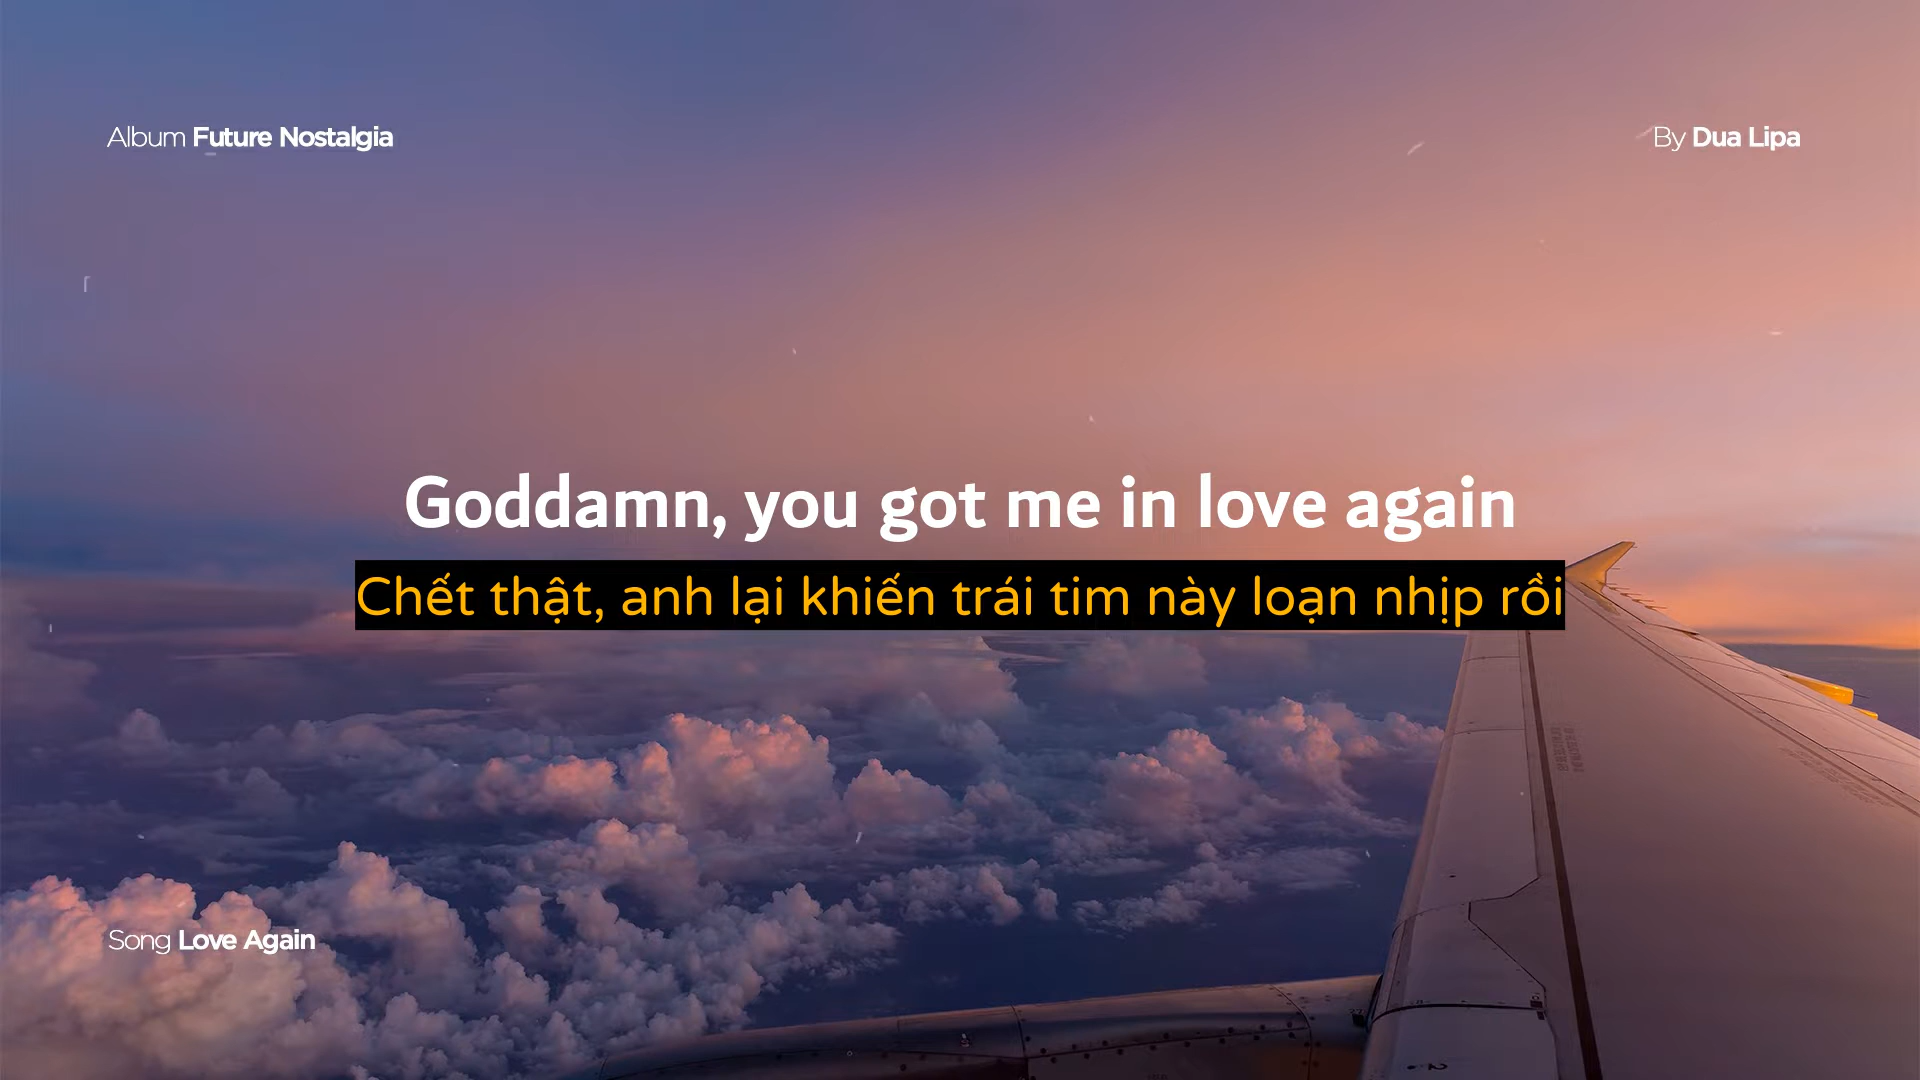 Album Future Nostalgia
By Dua Lipa
Goddamn, you got me in love again
Chết thật, anh lại khiến trái tim này loạn nhịp rồi
Song Love Again